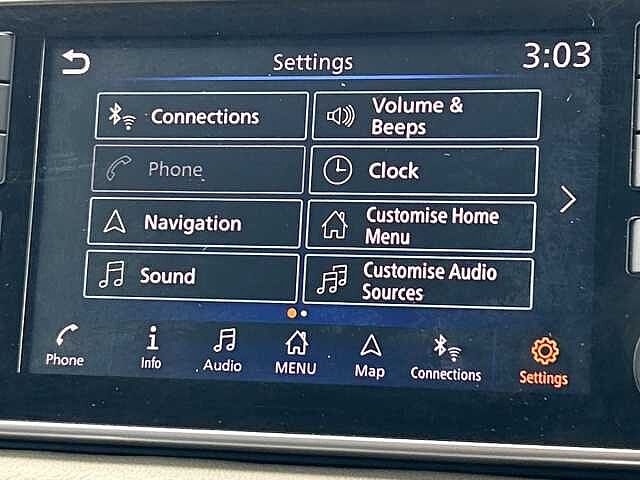 Settings
3:03
Connections
Volume &
Beeps
Phone
Clock
Navigation
Customise Home
Menu
Sound
Customise Audio
Sources
Phone
Info
Audio
MENU
Map
Connections
Settings